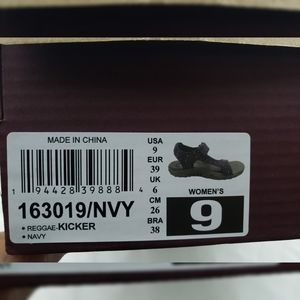 MADE IN CHINA
1 94428 39888 4
163019/NVY
• REGGAE-KICKER
• NAVY
USA
9
EUR
39
UK
6
CM
26
BRA
38
WOMEN'S
9